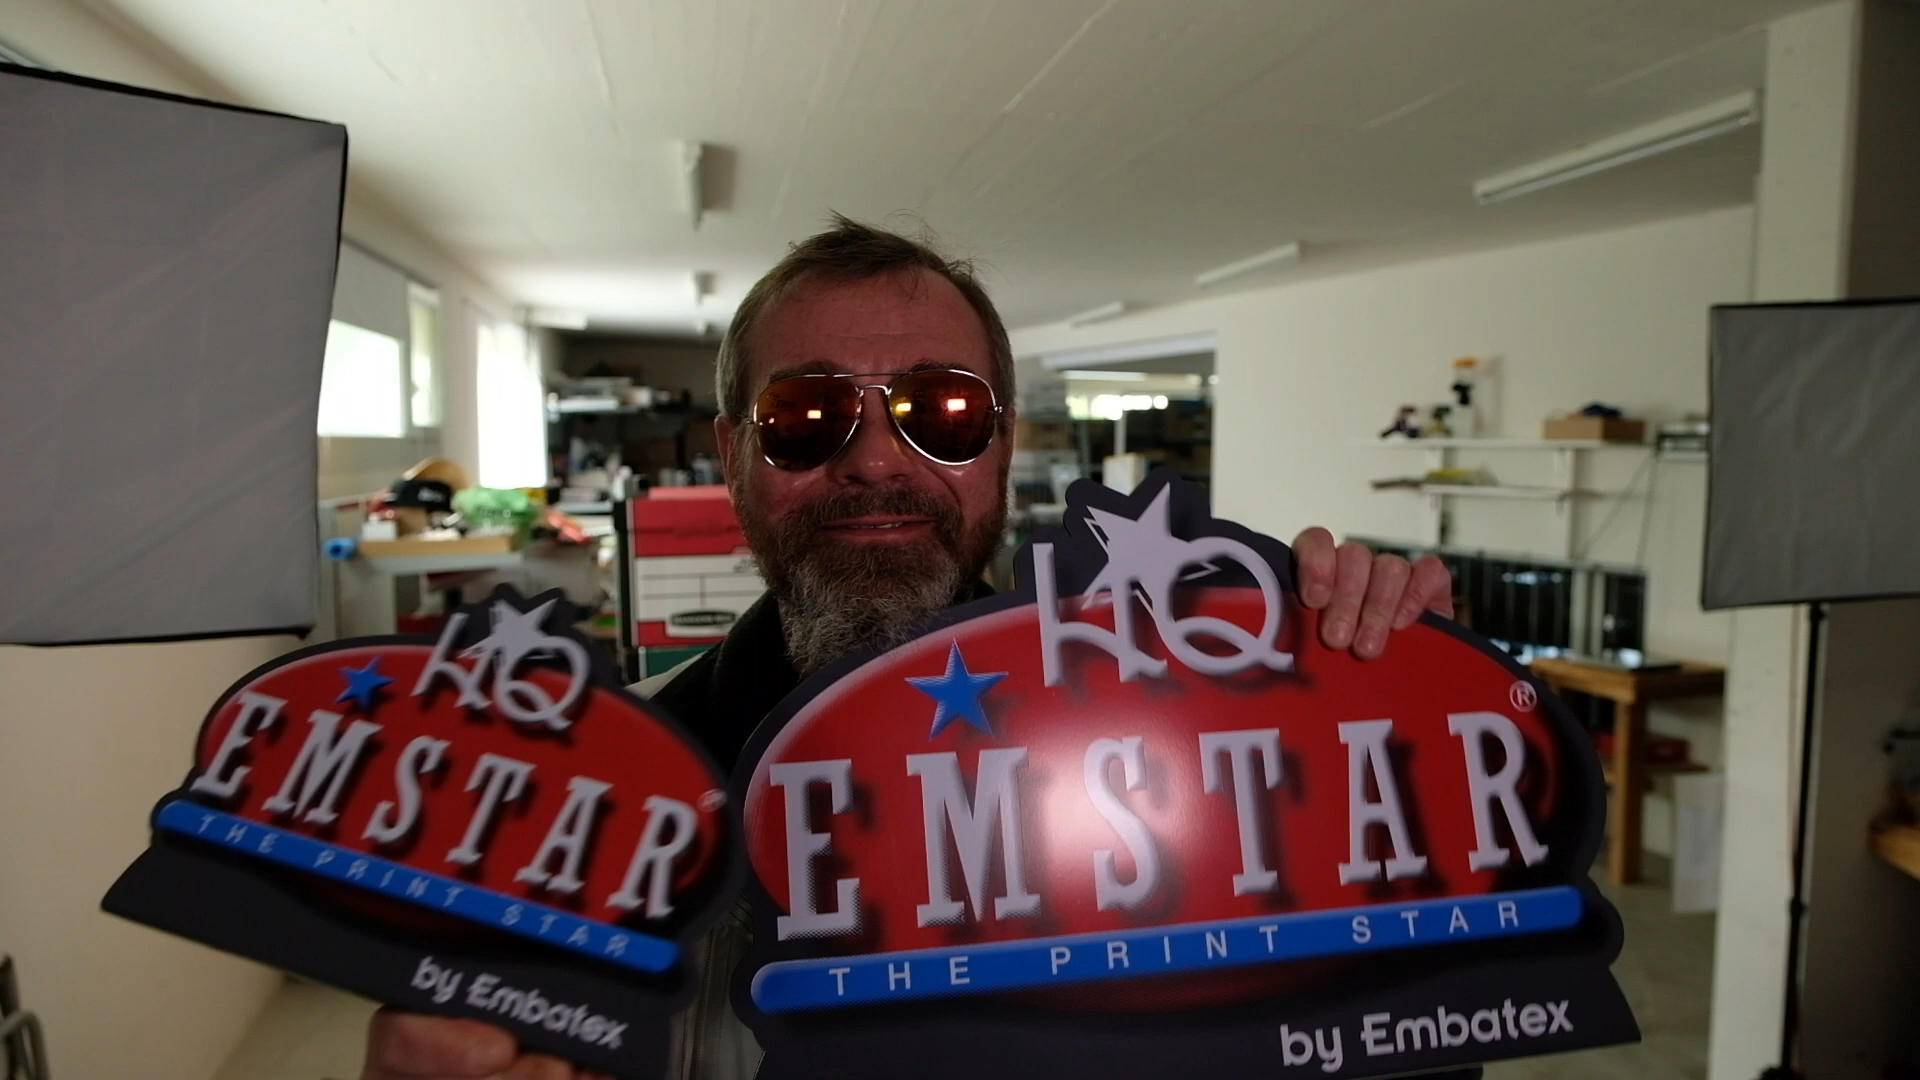 HQ
EMSTAR®
THE PRINT STAR
by Embatex
HQ
EMSTAR®
THE PRINT STAR
by Embatex